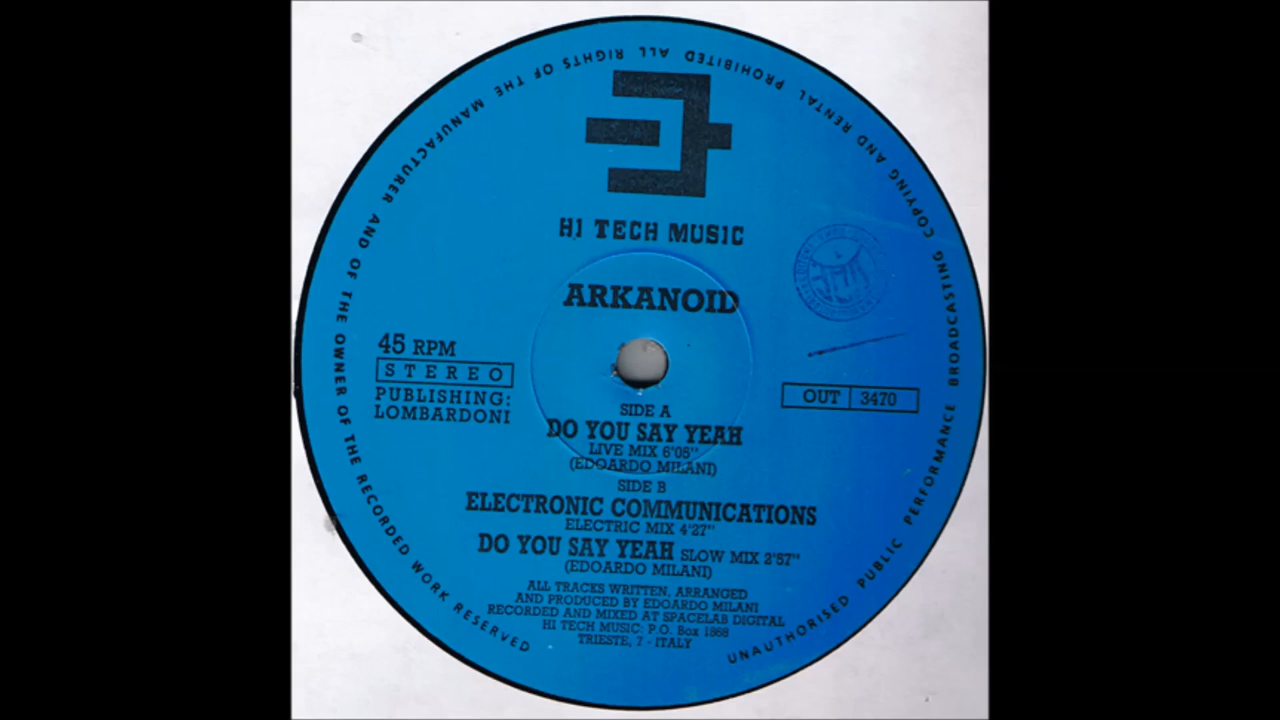 ALL RIGHTS OF THE MANUFACTURER AND OF THE OWNER OF THE RECORDED WORK RESERVED
UNAUTHORISED PUBLIC PERFORMANCE BROADCASTING COPYING AND RENTAL PROHIBITED
HI TECH MUSIC
ARKANOID
45 RPM
STEREO
PUBLISHING:
LOMBARDONI
OUT 3470
SIDE A
DO YOU SAY YEAH
LIVE MIX 6'05"
(EDOARDO MILANI)
SIDE B
ELECTRONIC COMMUNICATIONS
ELECTRIC MIX 4'27"
DO YOU SAY YEAH SLOW MIX 2'57"
(EDOARDO MILANI)
ALL TRACKS WRITTEN, ARRANGED
AND PRODUCED BY EDOARDO MILANI
RECORDED AND MIXED AT SPACELAB DIGITAL
HI TECH MUSIC: P.O. Box 1868
TRIESTE, 7 - ITALY